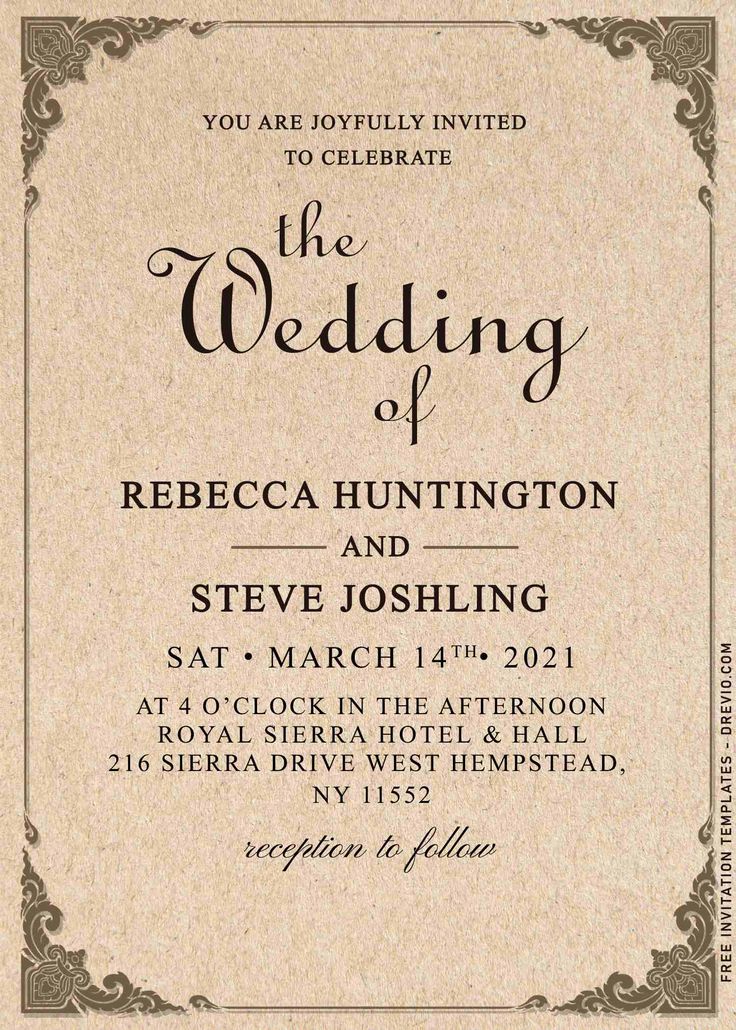 YOU ARE JOYFULLY INVITED
TO CELEBRATE
the
Wedding
of
REBECCA HUNTINGTON
AND
STEVE JOSHLING
SAT • MARCH 14TH• 2021
AT 4 O’CLOCK IN THE AFTERNOON
ROYAL SIERRA HOTEL & HALL
216 SIERRA DRIVE WEST HEMPSTEAD,
NY 11552
reception to follow
FREE INVITATION TEMPLATES - DREVIO.COM